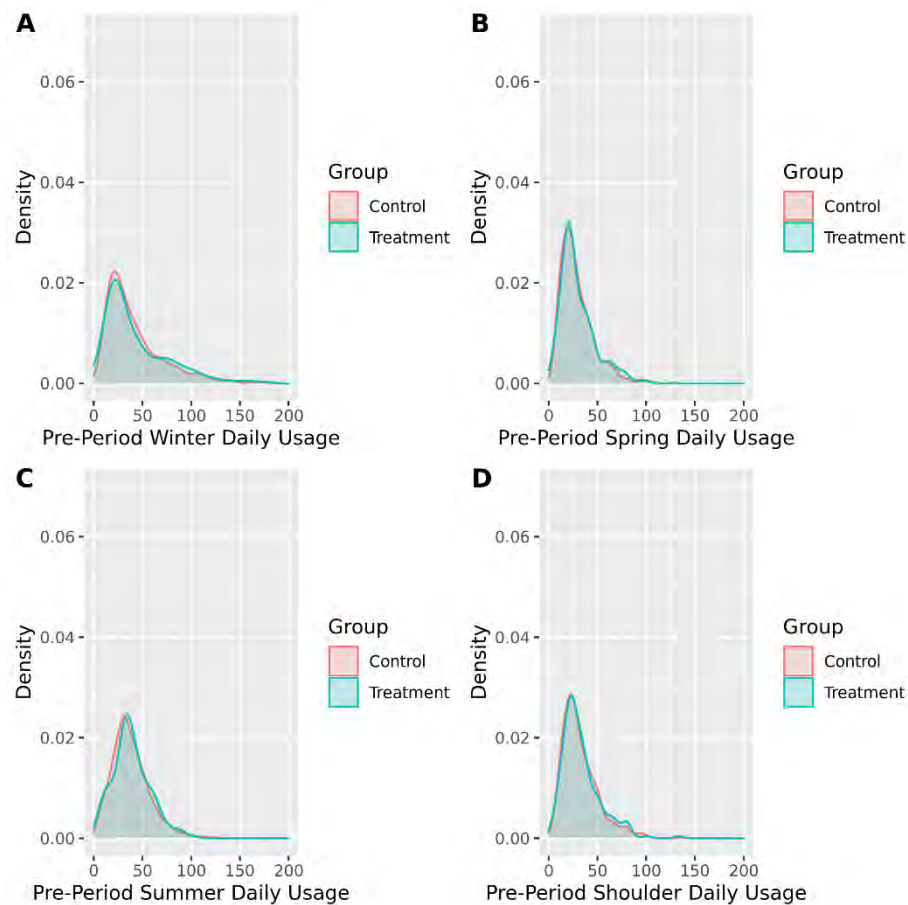 A
0.06
0.04
0.02
0.00
Density
0 50 100 150 200
Pre-Period Winter Daily Usage
Group
Control
Treatment
B
0.06
0.04
0.02
0.00
Density
0 50 100 150 200
Pre-Period Spring Daily Usage
Group
Control
Treatment
C
0.06
0.04
0.02
0.00
Density
0 50 100 150 200
Pre-Period Summer Daily Usage
Group
Control
Treatment
D
0.06
0.04
0.02
0.00
Density
0 50 100 150 200
Pre-Period Shoulder Daily Usage
Group
Control
Treatment